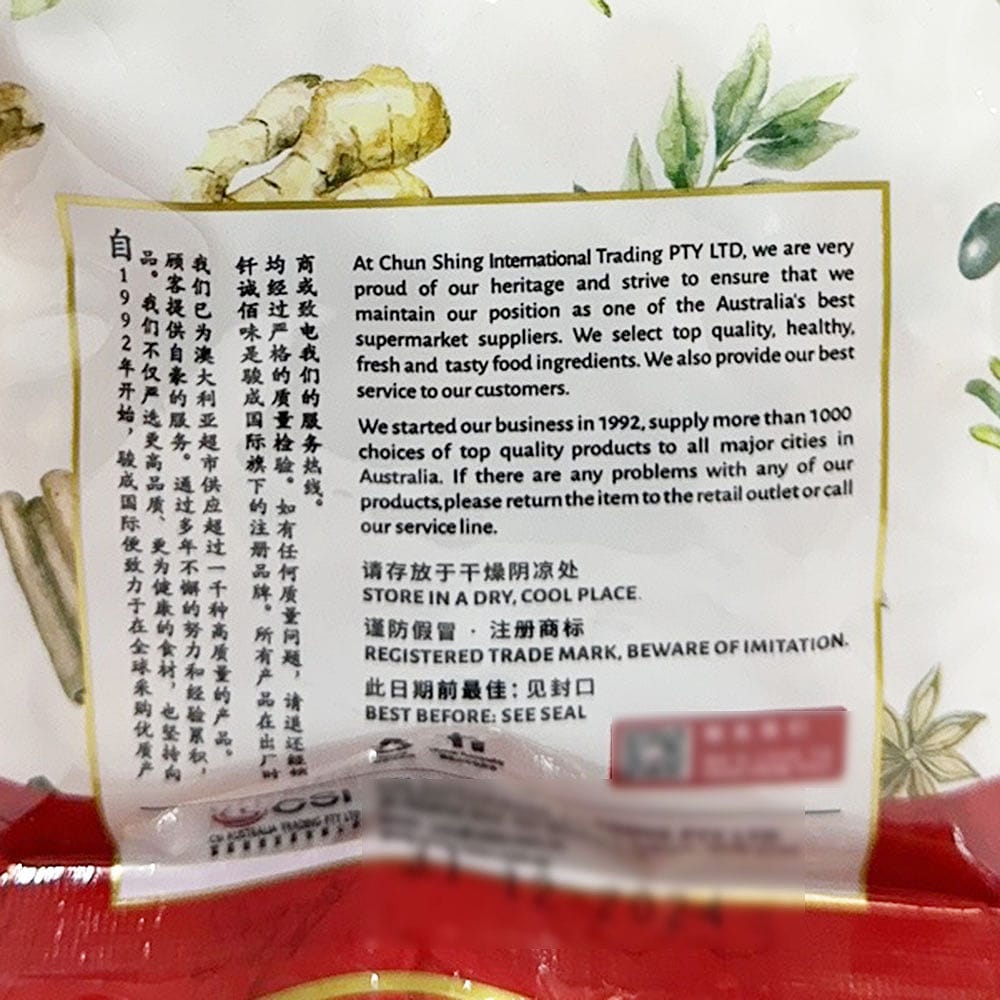 自1992年开始，骏成国际便致力于在全球采购优质产
品。我们不仅严选更高品质、更为健康的食材，也坚持向
顾客提供自豪的服务。通过多年不懈的努力和经验累积，
我们已为澳大利亚超市供应超过一千种高质量的产品。
钎诚佰味是骏成国际旗下的注册品牌。所有产品在出厂时
均经过严格的质量检验。如有任何质量问题，请退还经销
商或致电我们的服务热线。
At Chun Shing International Trading PTY LTD, we are very
proud of our heritage and strive to ensure that we
maintain our position as one of the Australia's best
supermarket suppliers. We select top quality, healthy,
fresh and tasty food ingredients. We also provide our best
service to our customers.
We started our business in 1992, supply more than 1000
choices of top quality products to all major cities in
Australia. If there are any problems with any of our
products,please return the item to the retail outlet or call
our service line.
请存放于干燥阴凉处
STORE IN A DRY, COOL PLACE.
谨防假冒 · 注册商标
REGISTERED TRADE MARK, BEWARE OF IMITATION.
此日期前最佳：见封口
BEST BEFORE: SEE SEAL
CSI
AUSTRALIA TRADING PTY LTD